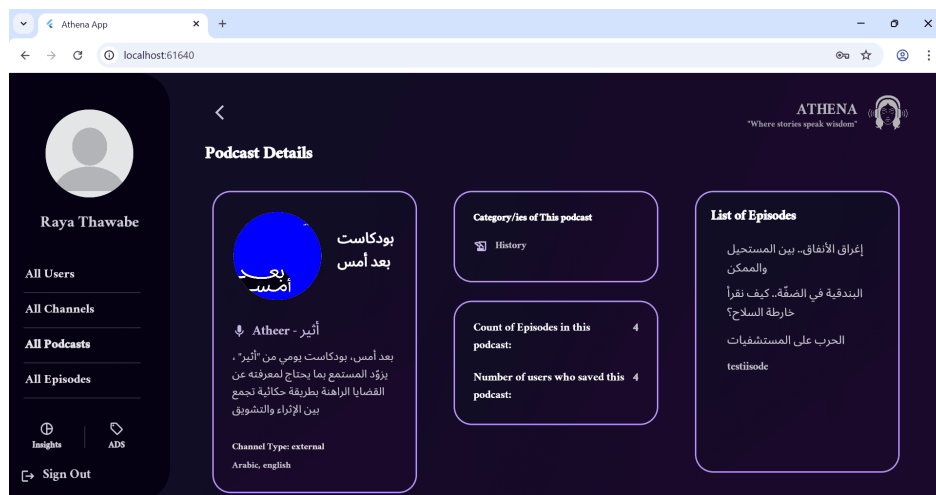 Athena App
localhost:61640
ATHENA
"Where stories speak wisdom"
Raya Thawabe
All Users
All Channels
All Podcasts
All Episodes
Insights
ADS
Sign Out
Podcast Details
بودكاست
بعد أمس
بعد
أمس
Atheer - أثير
بعد أمس، بودكاست يومي من "أثير" ،
يزوّد المستمع بما يحتاج لمعرفته عن
القضايا الراهنة بطريقة حكائية تجمع
بين الإثراء والتشويق
Channel Type: external
Arabic, english
Category/ies of This podcast
History
Count of Episodes in this 4
podcast:
Number of users who saved this 4
podcast:
List of Episodes
إغراق الأنفاق.. بين المستحيل
والممكن
البندقية في الضفّة.. كيف نقرأ
خارطة السلاح؟
الحرب على المستشفيات
testiisode